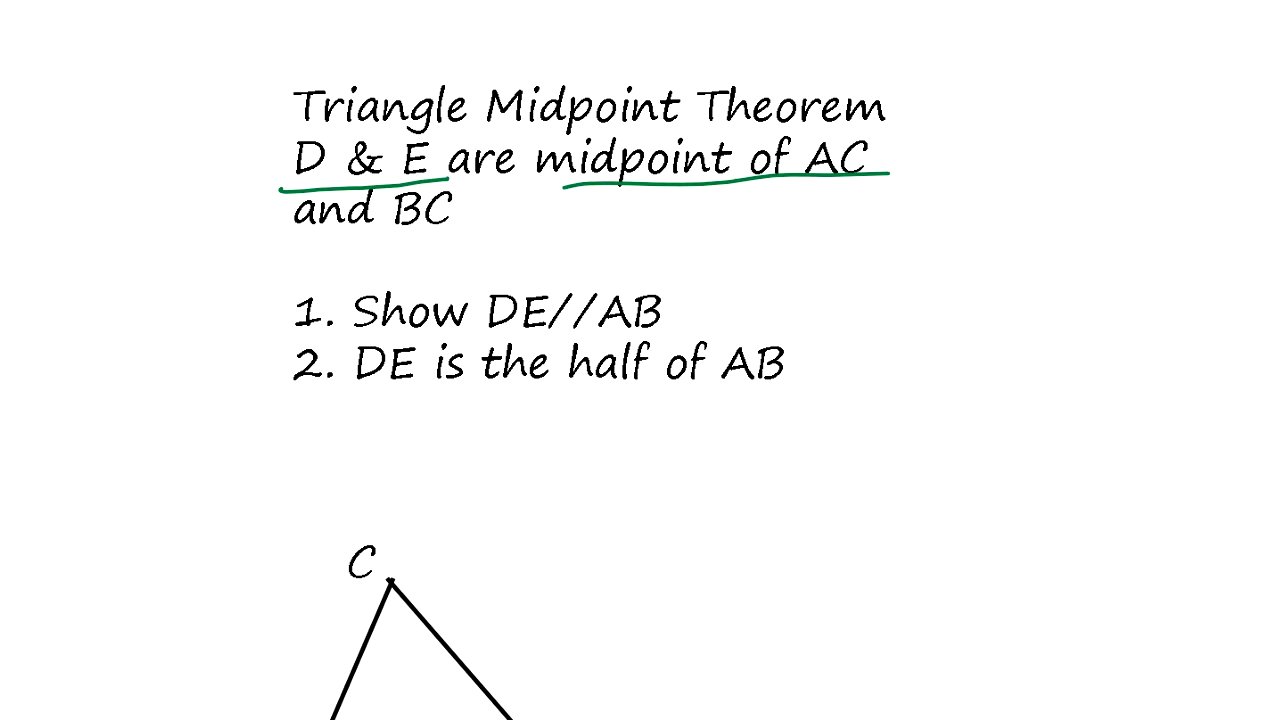 Triangle Midpoint Theorem
D & E are midpoint of AC
and BC
1. Show DE//AB
2. DE is the half of AB
C